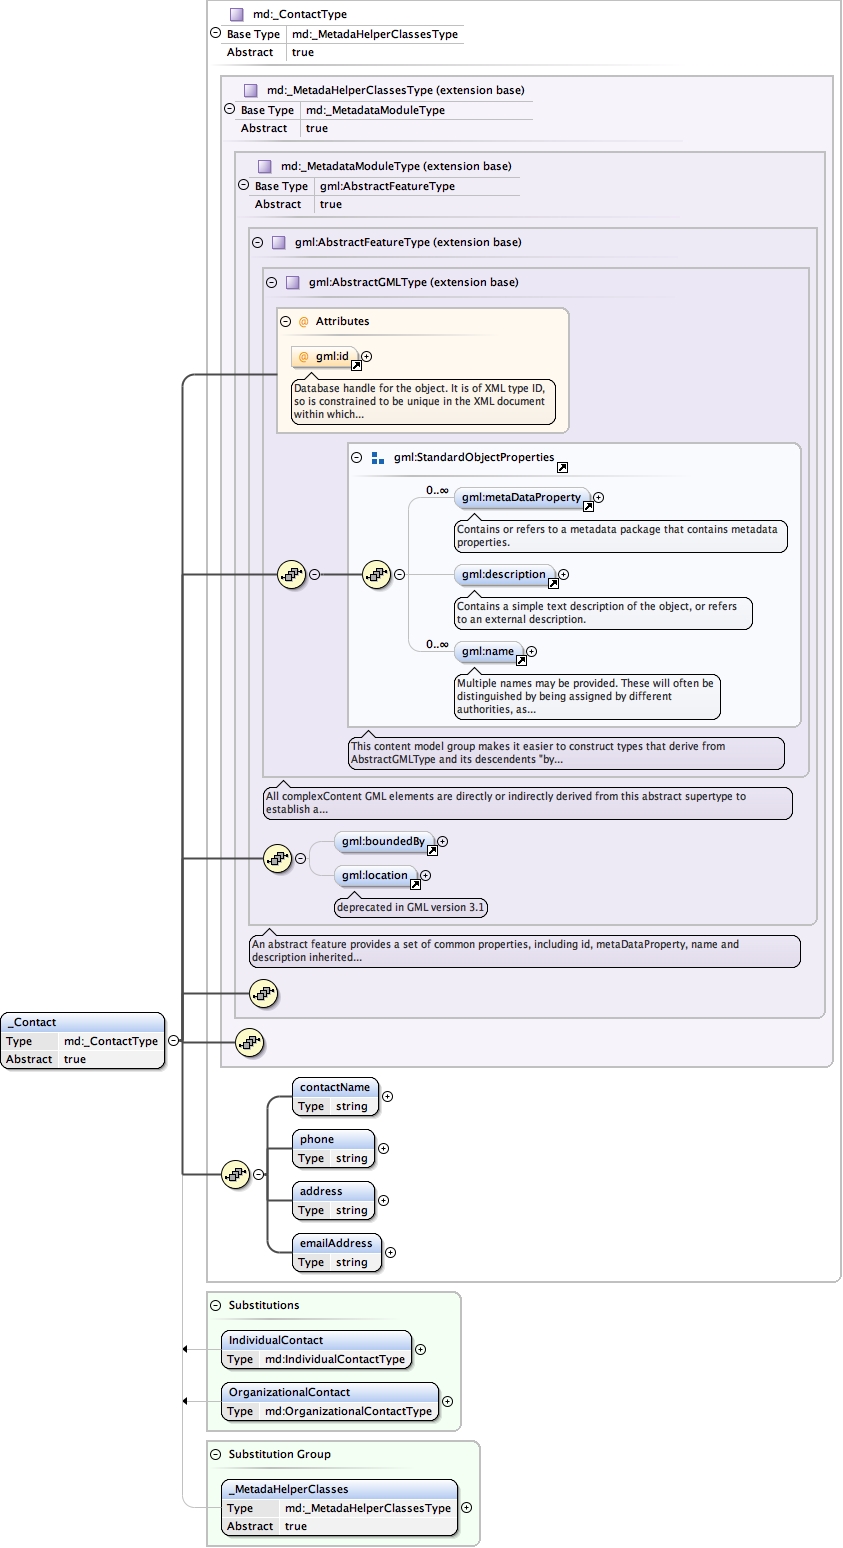 md:_ContactType
Base Type md:_MetadaHelperClassesType
Abstract true
md:_MetadaHelperClassesType (extension base)
Base Type md:_MetadataModuleType
Abstract true
md:_MetadataModuleType (extension base)
Base Type gml:AbstractFeatureType
Abstract true
gml:AbstractFeatureType (extension base)
gml:AbstractGMLType (extension base)
@ Attributes
@ gml:id
Database handle for the object. It is of XML type ID,
so is constrained to be unique in the XML document
within which...
gml:StandardObjectProperties
0..∞
gml:metaDataProperty
Contains or refers to a metadata package that contains metadata
properties.
gml:description
Contains a simple text description of the object, or refers
to an external description.
0..∞
gml:name
Multiple names may be provided. These will often be
distinguished by being assigned by different
authorities, as...
This content model group makes it easier to construct types that derive from
AbstractGMLType and its descendents "by...
All complexContent GML elements are directly or indirectly derived from this abstract supertype to
establish a...
gml:boundedBy
gml:location
deprecated in GML version 3.1
An abstract feature provides a set of common properties, including id, metaDataProperty, name and
description inherited...
_Contact
Type md:_ContactType
Abstract true
contactName
Type string
phone
Type string
address
Type string
emailAddress
Type string
Substitutions
IndividualContact
Type md:IndividualContactType
OrganizationalContact
Type md:OrganizationalContactType
Substitution Group
_MetadaHelperClasses
Type md:_MetadaHelperClassesType
Abstract true